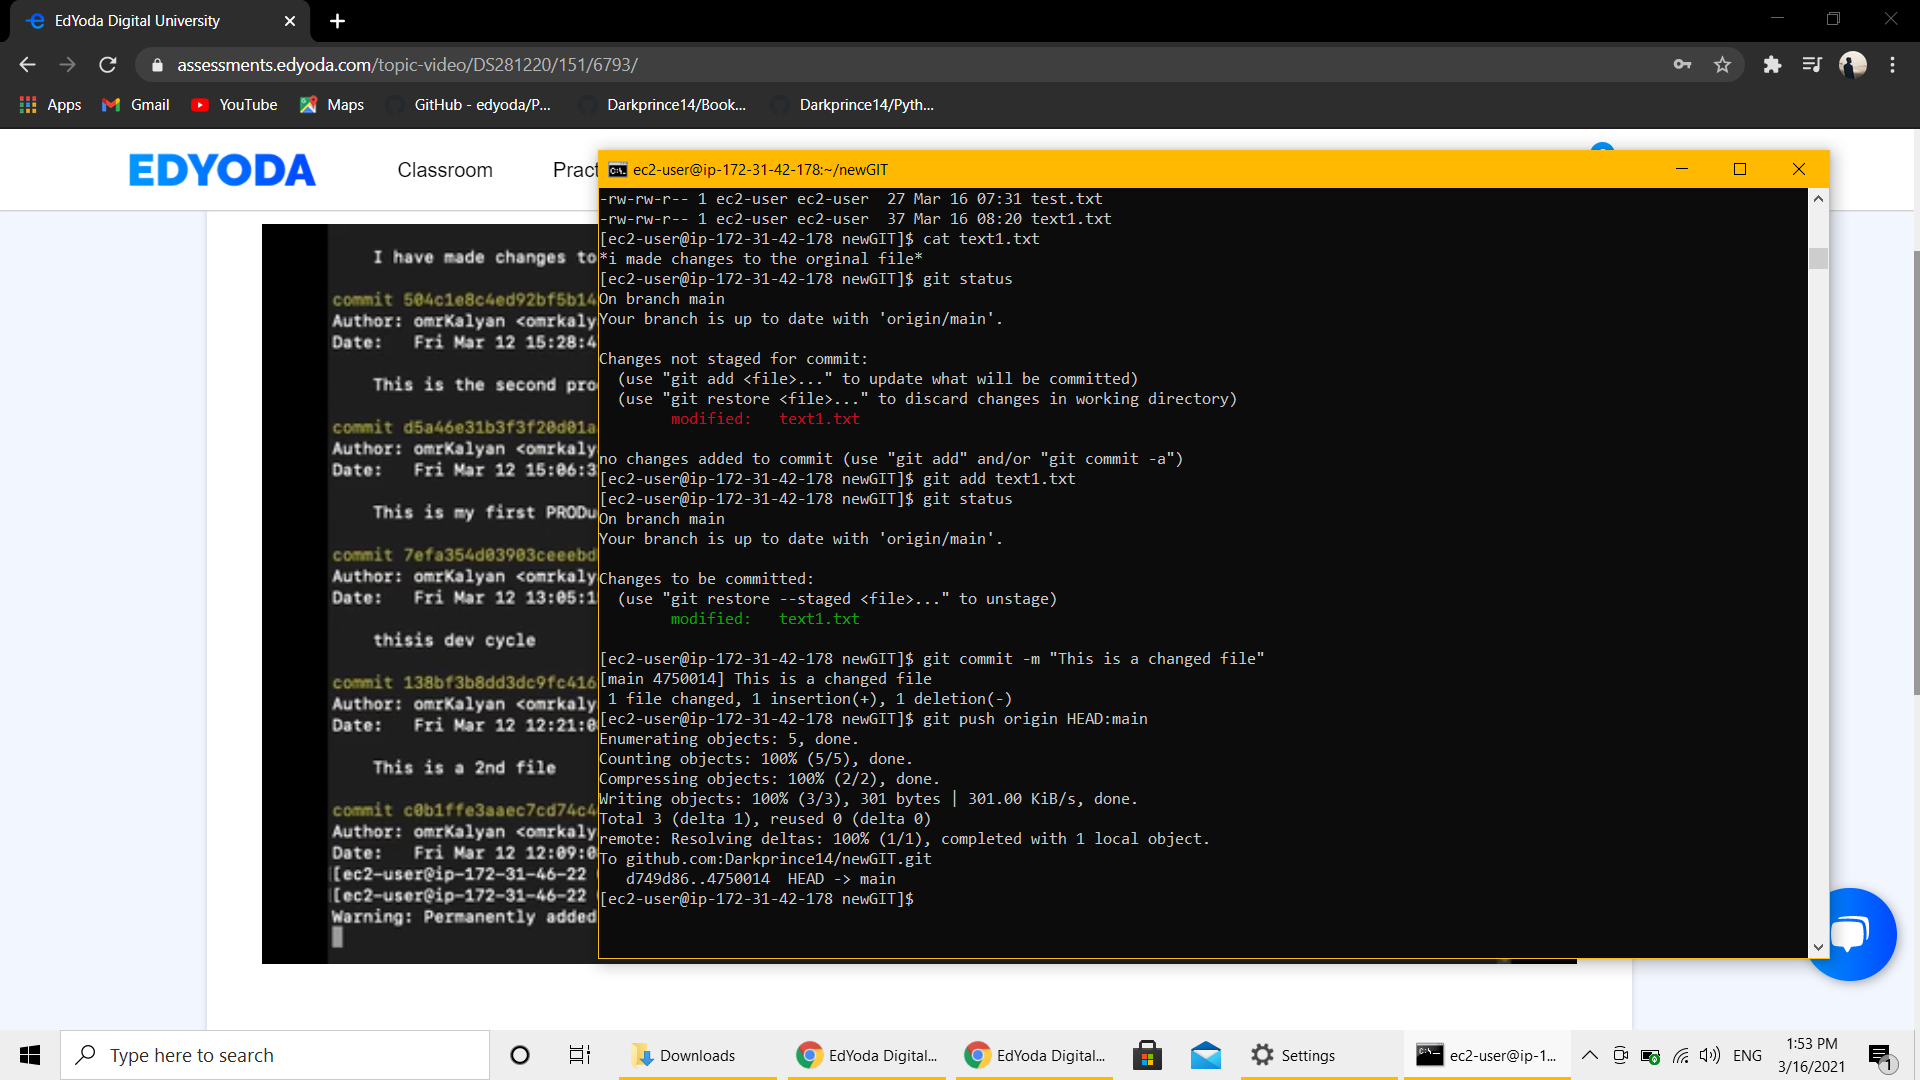 EdYoda Digital University
assessments.edyoda.com/topic-video/DS281220/151/6793/
Apps
Gmail
YouTube
Maps
GitHub - edyoda/P...
Darkprince14/Book...
Darkprince14/Pyth...
EDYODA
Classroom
Pract
I have made changes to
commit 504c1e8c4ed92bf5b14
Author: omrKalyan <omrkaly
Date: Fri Mar 12 15:28:4
This is the second pro
commit d5a46e31b3f3f20d01a
Author: omrKalyan <omrkaly
Date: Fri Mar 12 15:06:3
This is my first PRODu
commit 7efa354d03903ceeebd
Author: omrKalyan <omrkaly
Date: Fri Mar 12 13:05:1
thisis dev cycle
commit 138bf3b8dd3dc9fc416
Author: omrKalyan <omrkaly
Date: Fri Mar 12 12:21:0
This is a 2nd file
commit c0b1ffe3aaec7cd74c4
Author: omrKalyan <omrkaly
Date: Fri Mar 12 12:09:0
[ec2-user@ip-172-31-46-22
[ec2-user@ip-172-31-46-22
Warning: Permanently added
ec2-user@ip-172-31-42-178:~/newGIT
-rw-rw-r-- 1 ec2-user ec2-user  27 Mar 16 07:31 test.txt
-rw-rw-r-- 1 ec2-user ec2-user  37 Mar 16 08:20 text1.txt
[ec2-user@ip-172-31-42-178 newGIT]$ cat text1.txt
*i made changes to the orginal file*
[ec2-user@ip-172-31-42-178 newGIT]$ git status
On branch main
Your branch is up to date with 'origin/main'.
Changes not staged for commit:
(use "git add <file>..." to update what will be committed)
(use "git restore <file>..." to discard changes in working directory)
modified:   text1.txt
no changes added to commit (use "git add" and/or "git commit -a")
[ec2-user@ip-172-31-42-178 newGIT]$ git add text1.txt
[ec2-user@ip-172-31-42-178 newGIT]$ git status
On branch main
Your branch is up to date with 'origin/main'.
Changes to be committed:
(use "git restore --staged <file>..." to unstage)
modified:   text1.txt
[ec2-user@ip-172-31-42-178 newGIT]$ git commit -m "This is a changed file"
[main 4750014] This is a changed file
1 file changed, 1 insertion(+), 1 deletion(-)
[ec2-user@ip-172-31-42-178 newGIT]$ git push origin HEAD:main
Enumerating objects: 5, done.
Counting objects: 100% (5/5), done.
Compressing objects: 100% (2/2), done.
Writing objects: 100% (3/3), 301 bytes | 301.00 KiB/s, done.
Total 3 (delta 1), reused 0 (delta 0)
remote: Resolving deltas: 100% (1/1), completed with 1 local object.
To github.com:Darkprince14/newGIT.git
d749d86..4750014  HEAD -> main
[ec2-user@ip-172-31-42-178 newGIT]$
Type here to search
Downloads
EdYoda Digital...
EdYoda Digital...
Settings
ec2-user@ip-1...
ENG
1:53 PM
3/16/2021
1